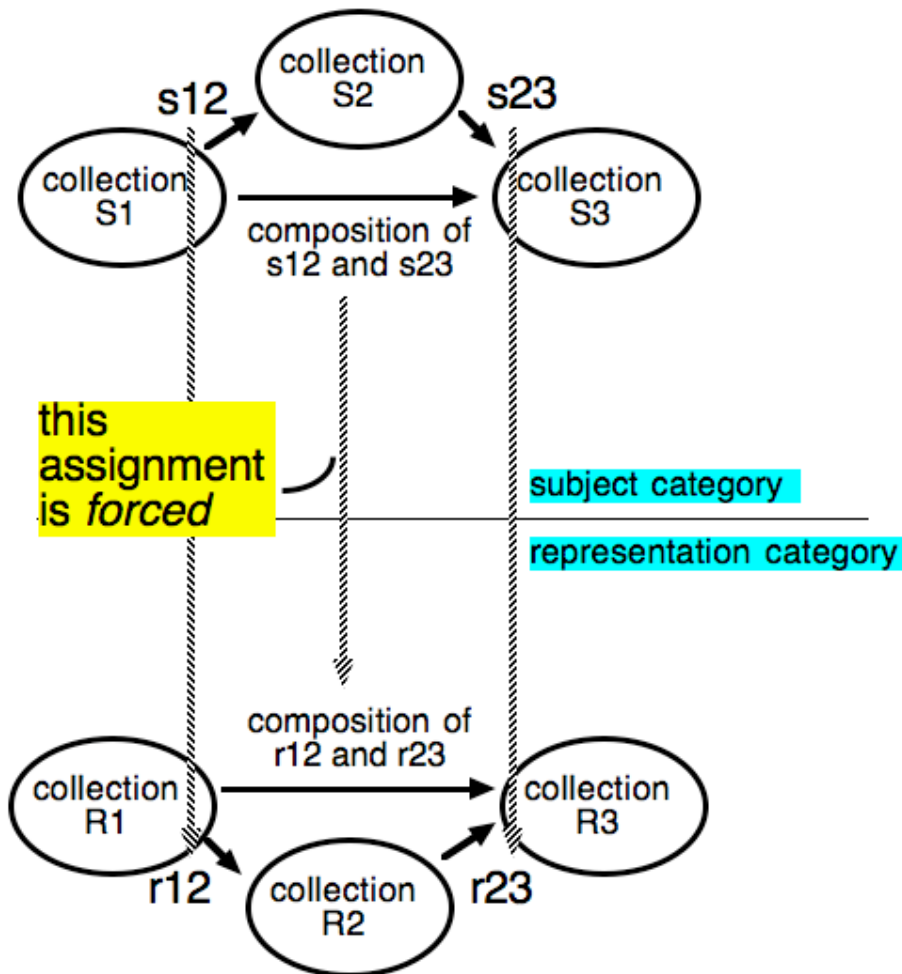 collection
S2
s12
s23
collection
S1
collection
S3
composition of
s12 and s23
this
assignment
is forced
subject category
representation category
composition of
r12 and r23
collection
R1
collection
R3
r12
r23
collection
R2